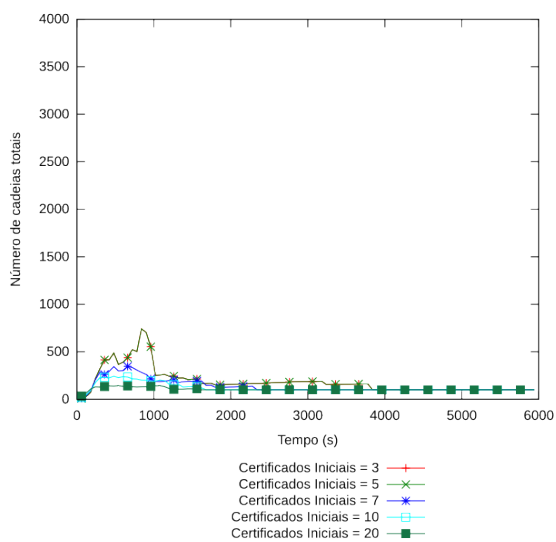 4000
3500
3000
2500
2000
1500
1000
500
0
Número de cadeias totais
0 1000 2000 3000 4000 5000 6000
Tempo (s)
Certificados Iniciais = 3
Certificados Iniciais = 5
Certificados Iniciais = 7
Certificados Iniciais = 10
Certificados Iniciais = 20